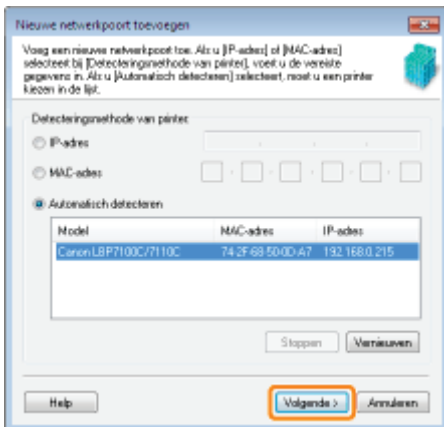 Nieuwe netwerkpoort toevoegen
Voeg een nieuwe netwerkpoort toe. Als u [IP-adres] of [MAC-adres]
selecteert bij [Detecteringsmethode van printer], voert u de vereiste
gegevens in. Als u [Automatisch detecteren] selecteert, moet u een printer
kiezen in de lijst.
Detecteringsmethode van printer:
IP-adres
MAC-adres
Automatisch detecteren
Model MAC-adres IP-adres
Canon LBP7100C/7110C 74-2F-68-50-0D-A7 192.168.0.215
Stoppen Vernieuwen
Help Volgende > Annuleren